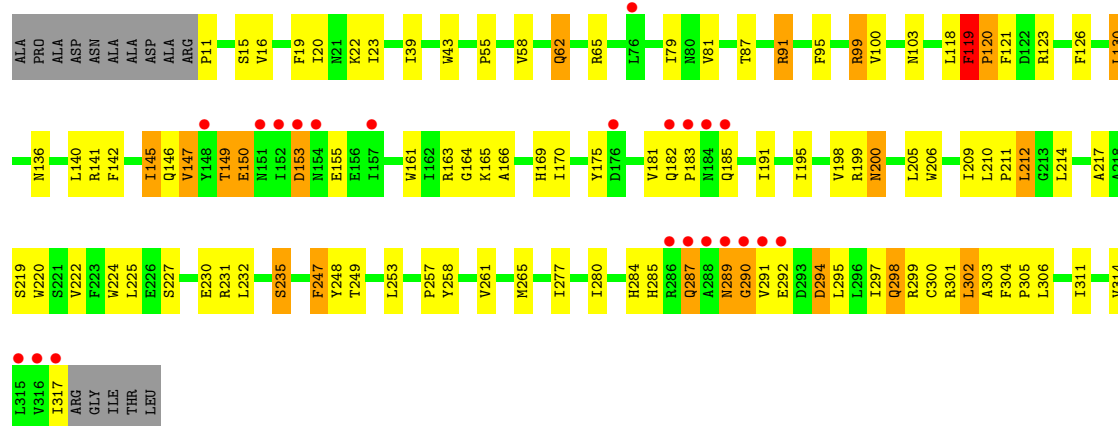 ALA PRO ALA ASP ASN ALA ALA ASP ALA ARG P11 S15 V16 F19 I20 N21 K22 I23 I39 W43 P55 V58 Q62 R65 L76 I79 N80 V81 T87 R91 F95 R99 V100 N103 L118 F119 P120 F121 D122 R123 F126 L130
N136 L140 R141 F142 I145 Q146 V147 Y148 T149 E150 N151 I152 D153 N154 E155 E156 I157 W161 I162 R163 G164 K165 A166 H169 I170 Y175 D176 V181 Q182 P183 N184 Q185 I191 I195 V198 R199 N200 L205 W206 I209 L210 P211 L212 G213 L214 A217 A218
S219 W220 S221 V222 F223 W224 L225 E226 S227 E230 R231 L232 S235 F247 Y248 T249 L253 P257 Y258 V261 M265 I277 I280 H284 H285 R286 Q287 A288 N289 G290 V291 E292 D293 D294 L295 L296 I297 Q298 R299 C300 R301 L302 A303 F304 P305 L306 I311 V314
L315 V316 I317 ARG GLY ILE THR LEU